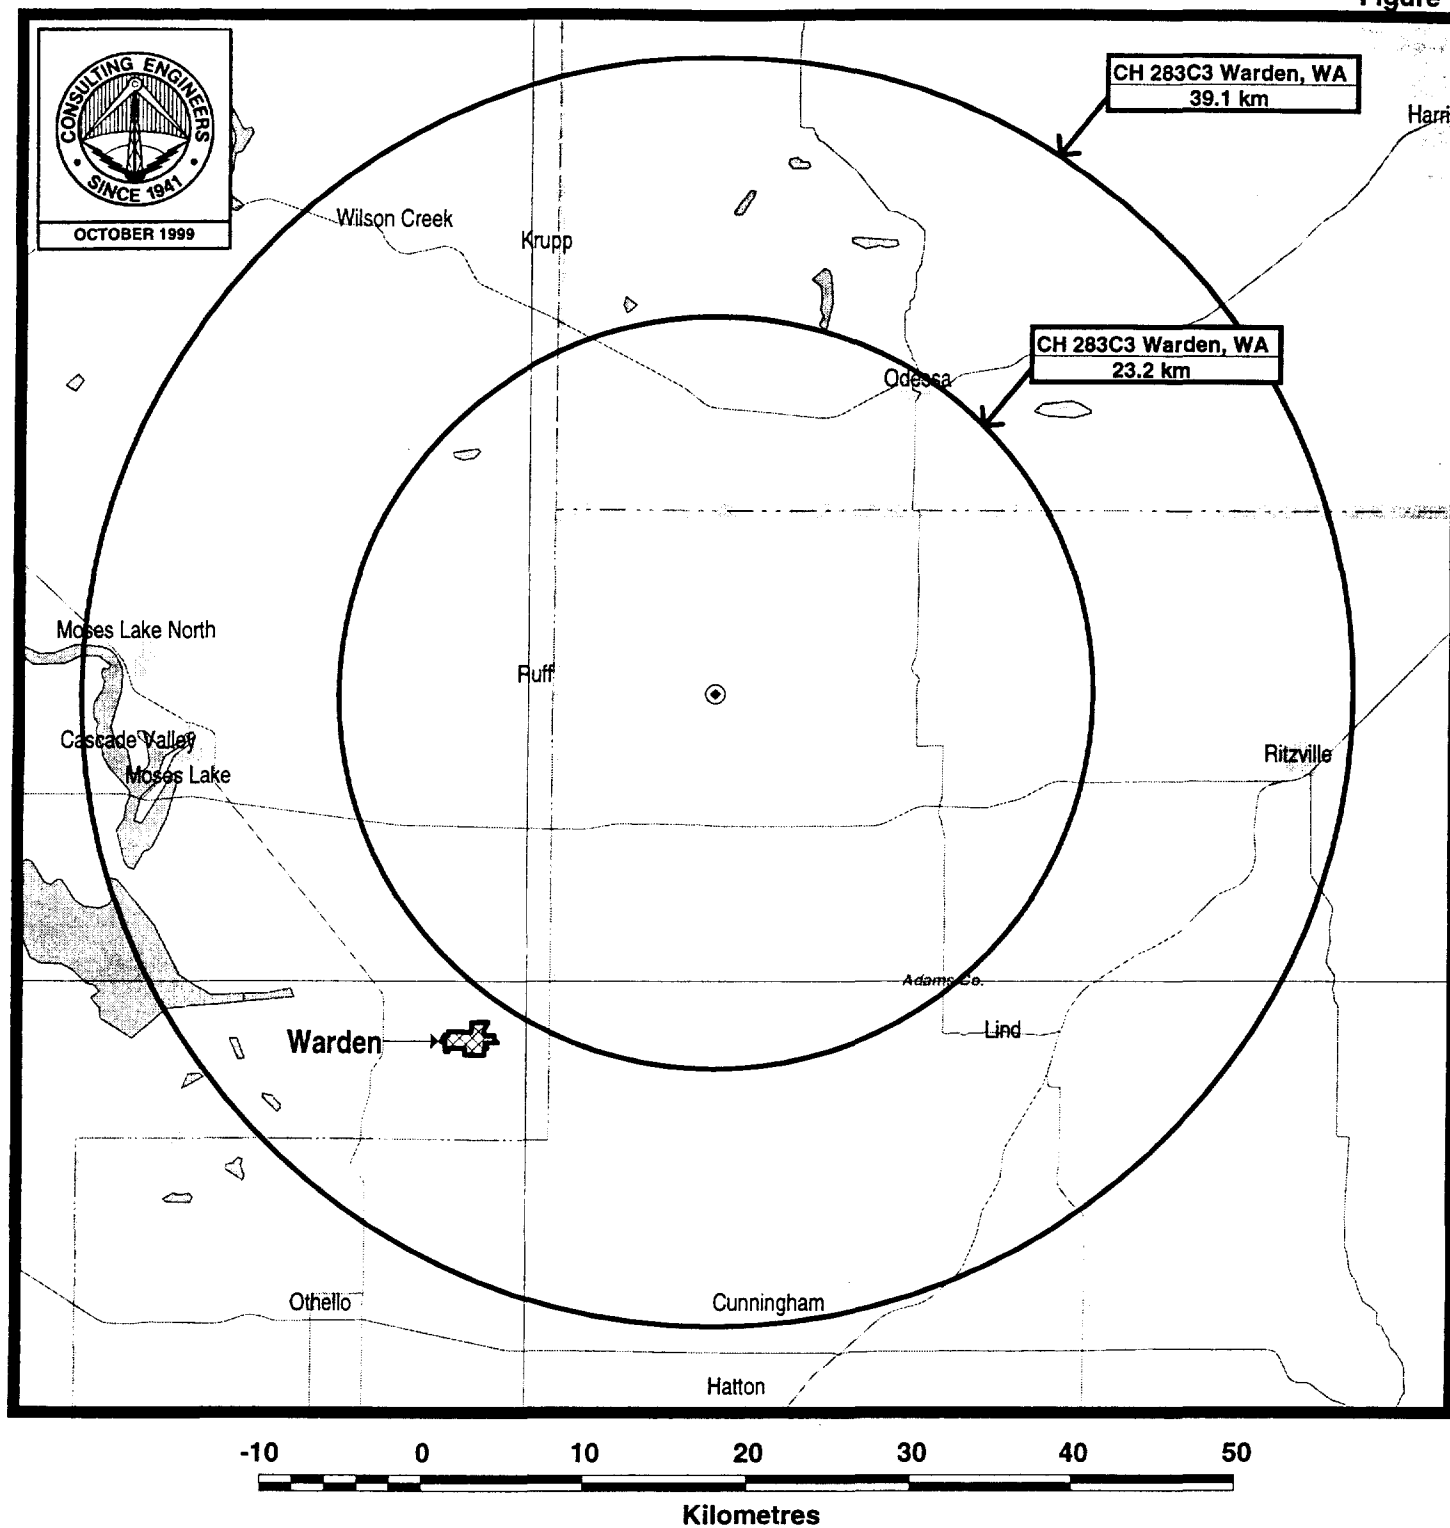 Figure
CONSULTING ENGINEERS
SINCE 1941
OCTOBER 1999
CH 283C3 Warden, WA
39.1 km
Wilson Creek
Krupp
CH 283C3 Warden, WA
23.2 km
Odessa
Moses Lake North
Ruff
Cascade Valley
Moses Lake
Ritzville
Adams Co.
Warden
Lind
Othello
Cunningham
Hatton
-10 0 10 20 30 40 50
Kilometres